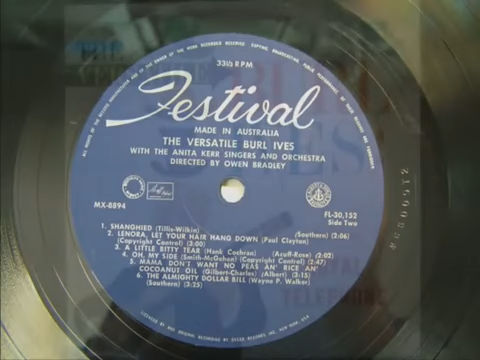 33⅓ RPM
Festival
MADE IN AUSTRALIA
THE VERSATILE BURL IVES
WITH THE ANITA KERR SINGERS AND ORCHESTRA
DIRECTED BY OWEN BRADLEY
MX-8894
FL-30,152
Side Two
1. SHANGHIED (Tillis-Wilkin) (Southern) (2:06)
2. LENORA, LET YOUR HAIR HANG DOWN (Paul Clayton)
(Copyright Control) (3:00)
3. A LITTLE BITTY TEAR (Hank Cochran) (Acuff-Rose) (2:02)
4. OH, MY SIDE (Smith-McGehen) (Copyright Control) (2:47)
5. MAMA DON'T WANT NO PEAS AN' RICE AN'
COCOANUT OIL (Gilbert-Charles) (Albert) (3:15)
6. THE ALMIGHTY DOLLAR BILL (Wayne P. Walker)
(Southern) (3:25)